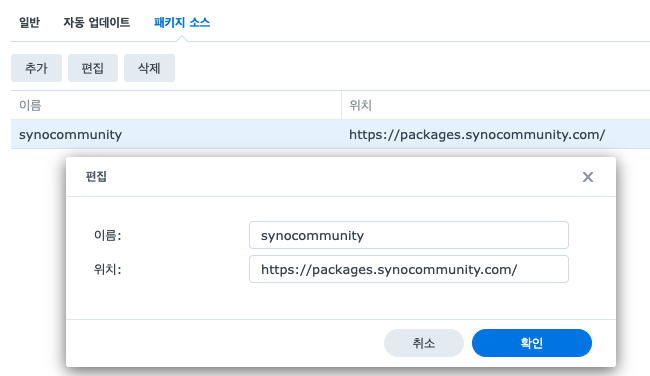 일반 자동 업데이트 패키지 소스
추가 편집 삭제
이름 위치
synocommunity https://packages.synocommunity.com/
편집
이름: synocommunity
위치: https://packages.synocommunity.com/
취소 확인